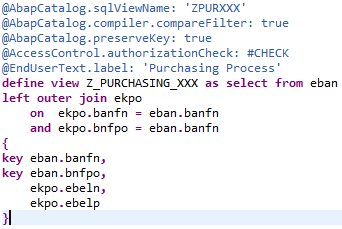 @AbapCatalog.sqlViewName: 'ZPURXXX'
@AbapCatalog.compiler.compareFilter: true
@AbapCatalog.preserveKey: true
@AccessControl.authorizationCheck: #CHECK
@EndUserText.label: 'Purchasing Process'
define view Z_PURCHASING_XXX as select from eban
left outer join ekpo
    on  ekpo.banfn = eban.banfn
    and ekpo.bnfpo = eban.banfn
{
key eban.banfn,
key eban.bnfpo,
    ekpo.ebeln,
    ekpo.ebelp
}